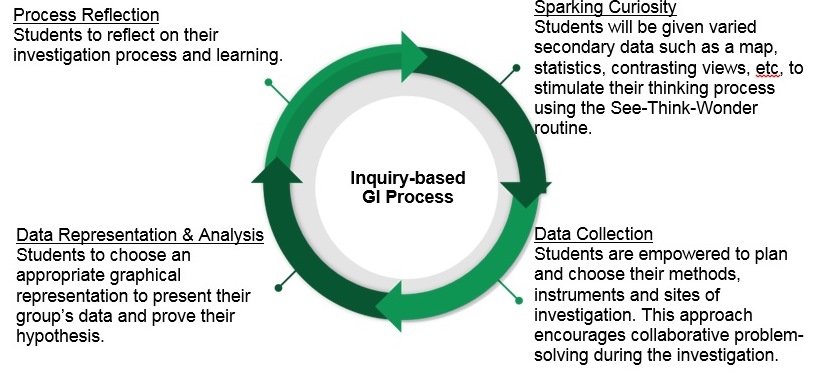 Process Reflection
Students to reflect on their
investigation process and learning.
Sparking Curiosity
Students will be given varied
secondary data such as a map,
statistics, contrasting views, etc, to
stimulate their thinking process
using the See-Think-Wonder
routine.
Inquiry-based
GI Process
Data Representation & Analysis
Students to choose an
appropriate graphical
representation to present their
group's data and prove their
hypothesis.
Data Collection
Students are empowered to plan
and choose their methods,
instruments and sites of
investigation. This approach
encourages collaborative problem-
solving during the investigation.